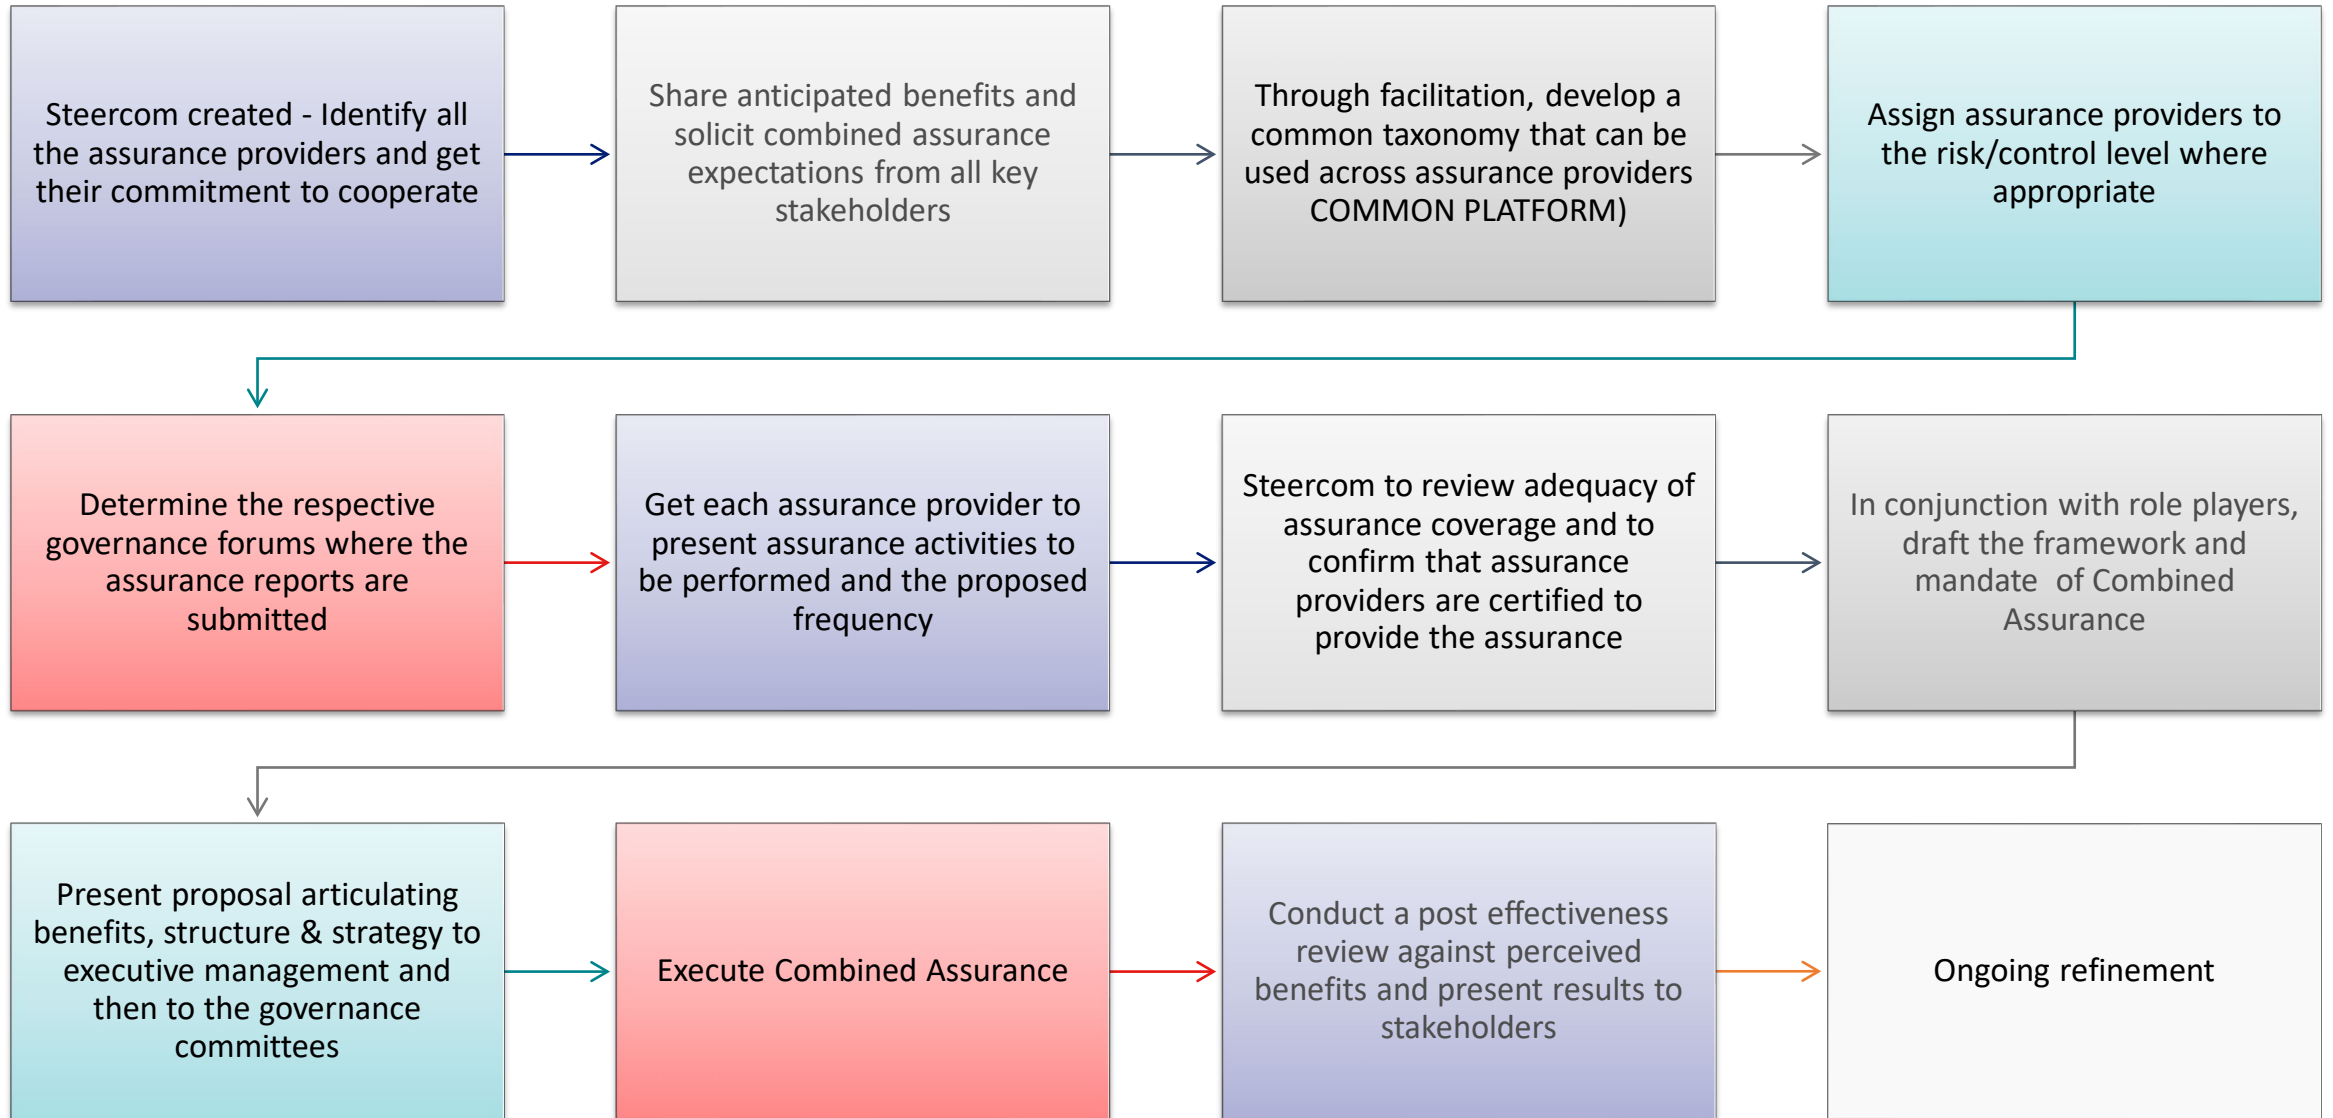 Steercom created - Identify all
the assurance providers and get
their commitment to cooperate
Share anticipated benefits and
solicit combined assurance
expectations from all key
stakeholders
Through facilitation, develop a
common taxonomy that can be
used across assurance providers
COMMON PLATFORM)
Assign assurance providers to
the risk/control level where
appropriate
Determine the respective
governance forums where the
assurance reports are
submitted
Get each assurance provider to
present assurance activities to
be performed and the proposed
frequency
Steercom to review adequacy of
assurance coverage and to
confirm that assurance
providers are certified to
provide the assurance
In conjunction with role players,
draft the framework and
mandate  of Combined
Assurance
Present proposal articulating
benefits, structure & strategy to
executive management and
then to the governance
committees
Execute Combined Assurance
Conduct a post effectiveness
review against perceived
benefits and present results to
stakeholders
Ongoing refinement